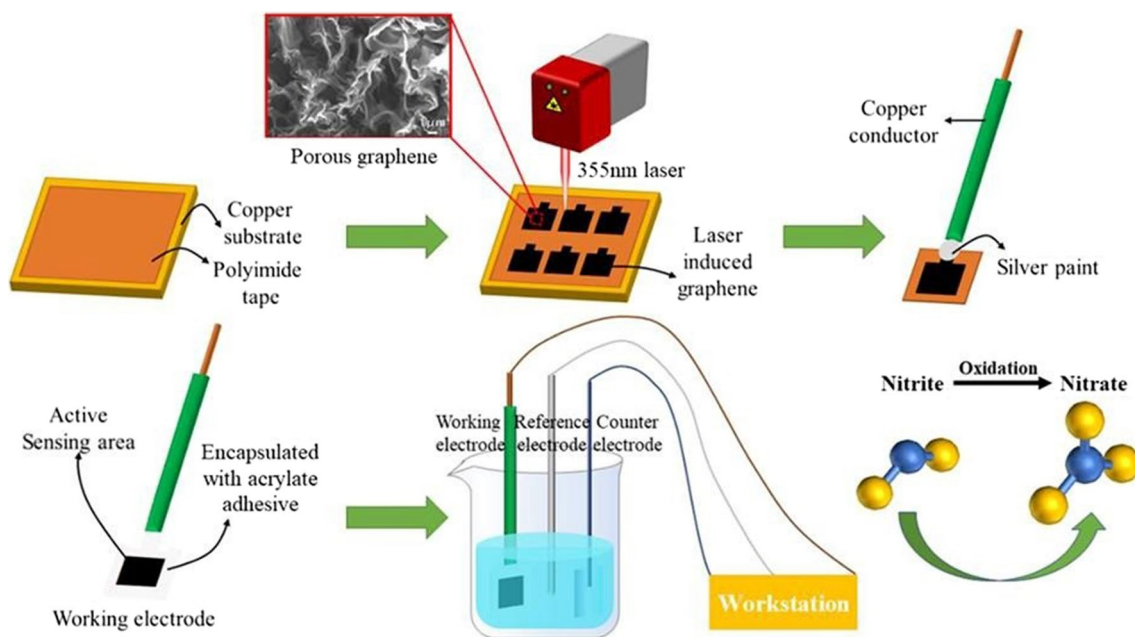 1μm
Porous graphene
355nm laser
Copper
substrate
Polyimide
tape
Laser
induced
graphene
Copper
conductor
Silver paint
Active
Sensing area
Encapsulated
with acrylate
adhesive
Working electrode
Working
electrode
Reference
electrode
Counter
electrode
Workstation
Oxidation
Nitrite
Nitrate